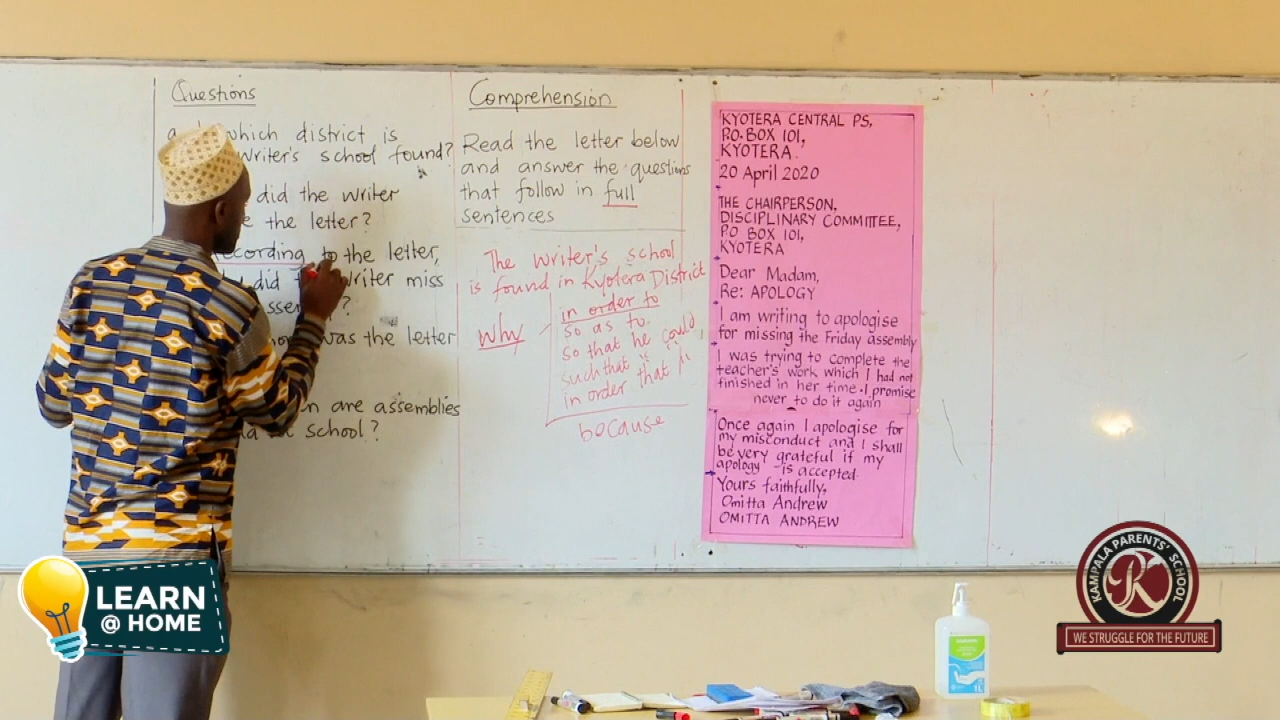 Questions
which district is
writer's school found?
did the writer
the letter?
according to the letter,
did writer miss
was the letter
are assemblies
school?
Comprehension
Read the letter below
and answer the questions
that follow in full
sentences
The writer's school
is found in Kyotera District
Why
in order to
so as to
so that he could
such that
in order that
because
KYOTERA CENTRAL PS,
P.O. BOX 101,
KYOTERA.
20 April 2020
THE CHAIRPERSON,
DISCIPLINARY COMMITTEE,
P.O BOX 101,
KYOTERA
Dear Madam,
Re: APOLOGY
I am writing to apologise
for missing the Friday assembly
I was trying to complete the
teacher's work which I had not
finished in her time. I promise
never to do it again
Once again I apologise for
my misconduct and I shall
be very grateful if my
apology is accepted.
Yours faithfully,
Omitta Andrew
OMITTA ANDREW
LEARN
@ HOME
KAMPALA PARENTS' SCHOOL
WE STRUGGLE FOR THE FUTURE